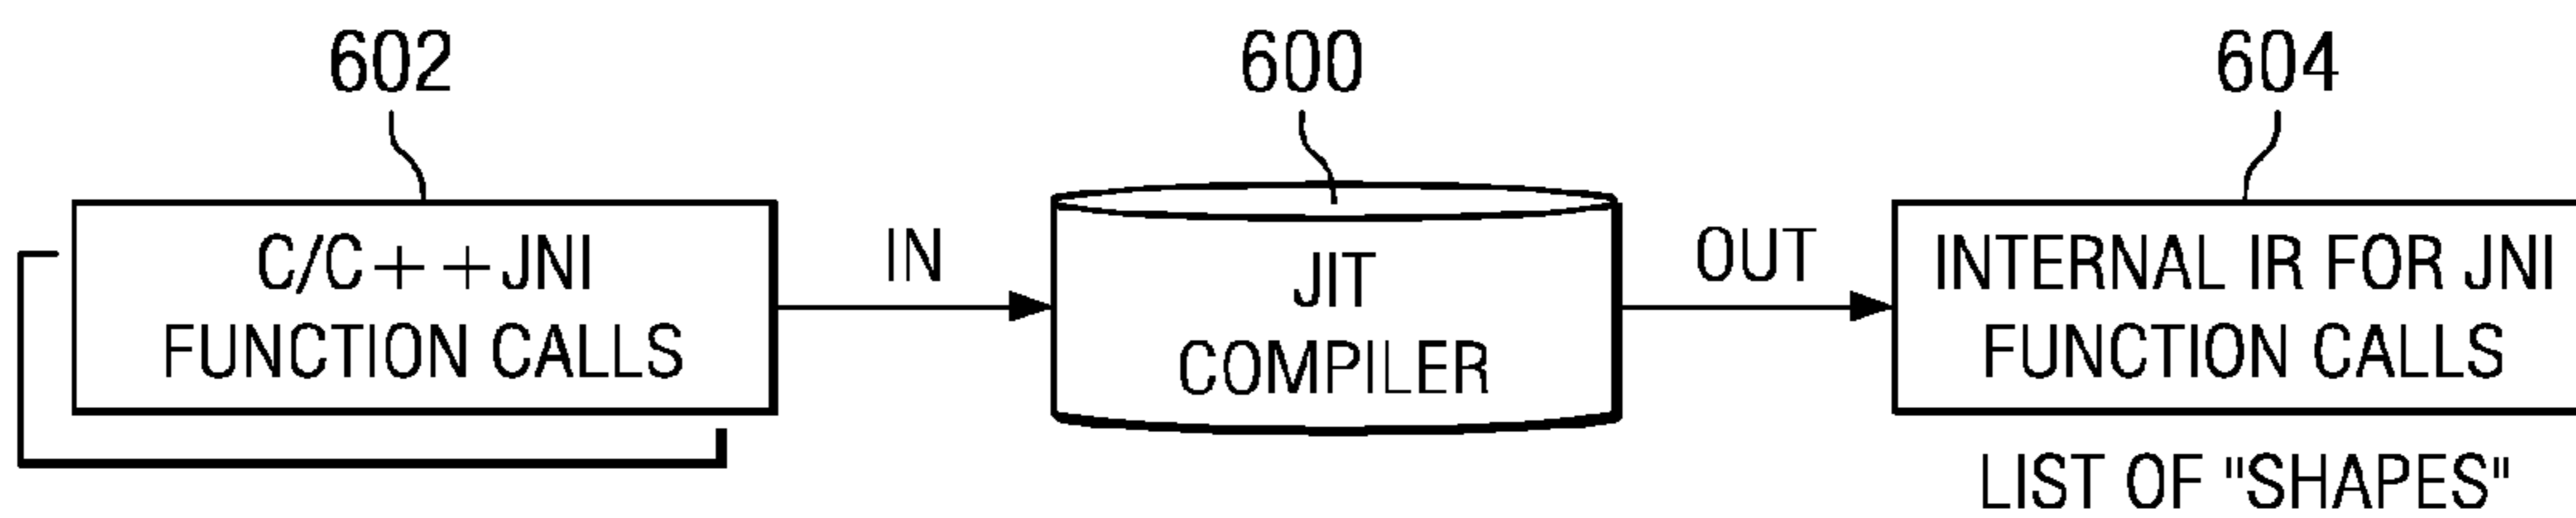 602
600
604
C/C++JNI
FUNCTION CALLS
IN
JIT
COMPILER
OUT
INTERNAL IR FOR JNI
FUNCTION CALLS
LIST OF "SHAPES"